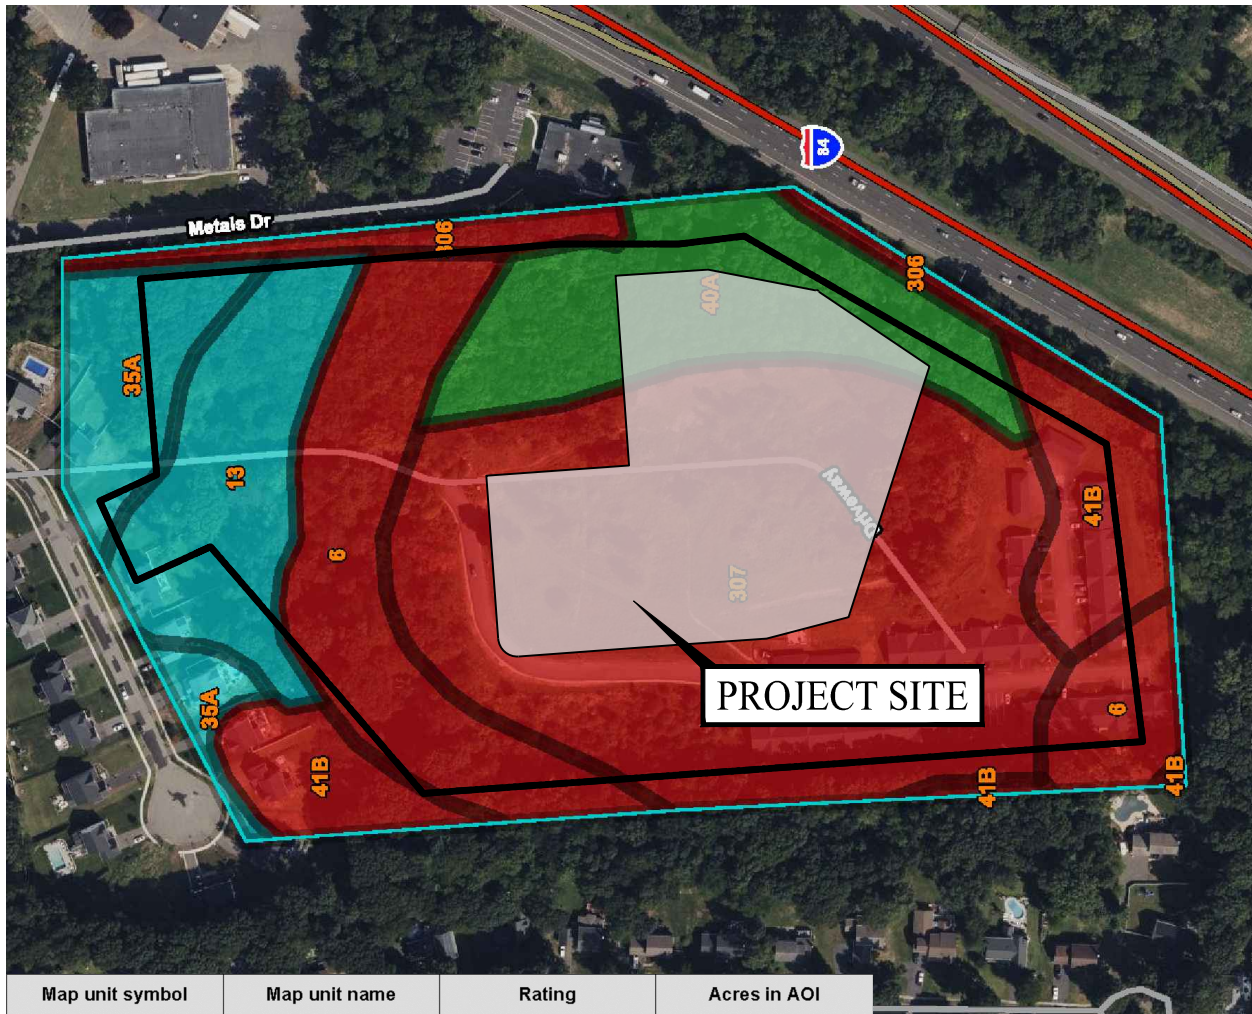 84
Metals Dr
306
306
40A
35A
13
41B
6
Driveway
307
PROJECT SITE
35A
6
41B
41B
41B
Map unit symbol Map unit name Rating Acres in AOI